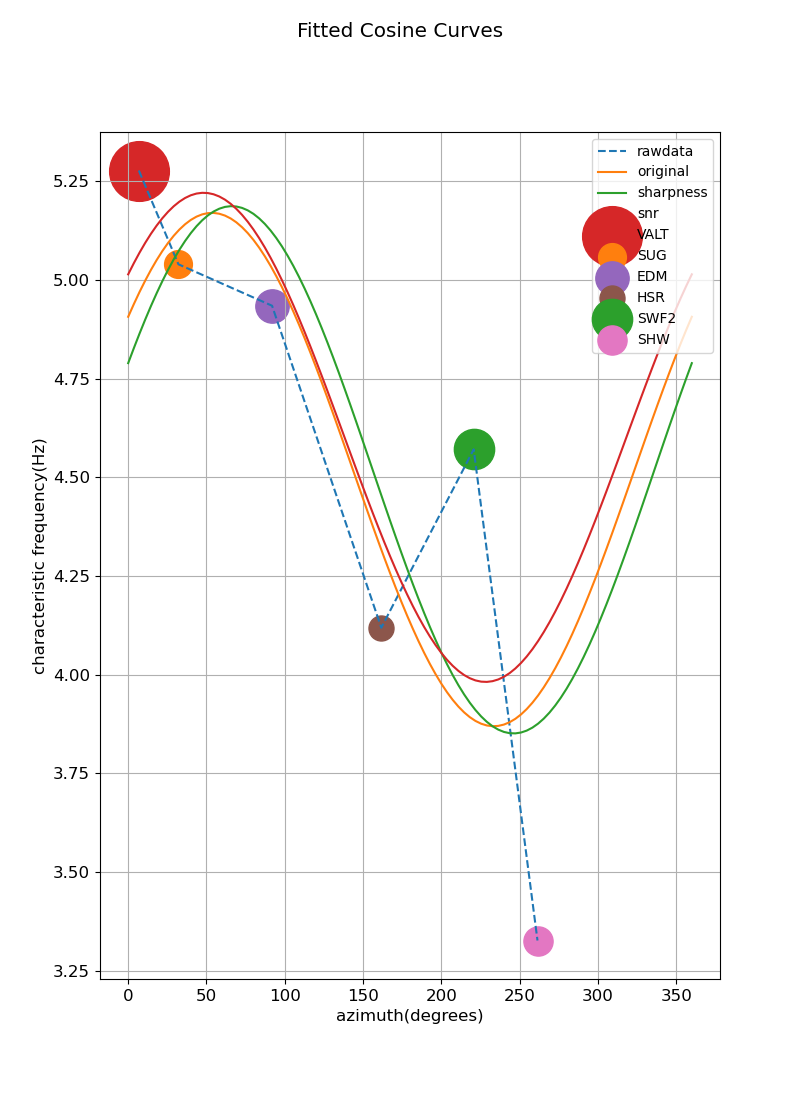 Fitted Cosine Curves
rawdata
original
sharpness
snr
VALT
SUG
EDM
HSR
SWF2
SHW
5.25
5.00
4.75
4.50
4.25
4.00
3.75
3.50
3.25
characteristic frequency(Hz)
0 50 100 150 200 250 300 350
azimuth(degrees)